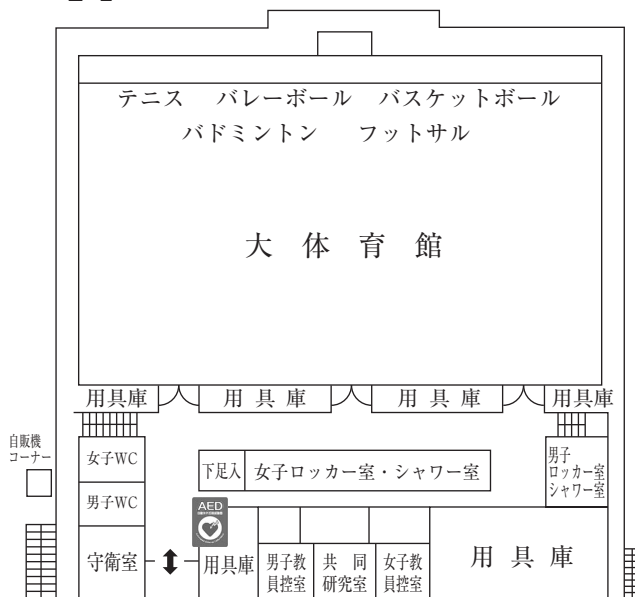 テニス バレーボール バスケットボール
バドミントン フットサル
大 体 育 館
用具庫 用 具 庫 用 具 庫 用具庫
自販機
コーナー
女子WC
下足入 女子ロッカー室・シャワー室
男子
ロッカー室
シャワー室
男子WC
AED
守衛室
用具庫
男子教
員控室
共 同
研究室
女子教
員控室
用 具 庫